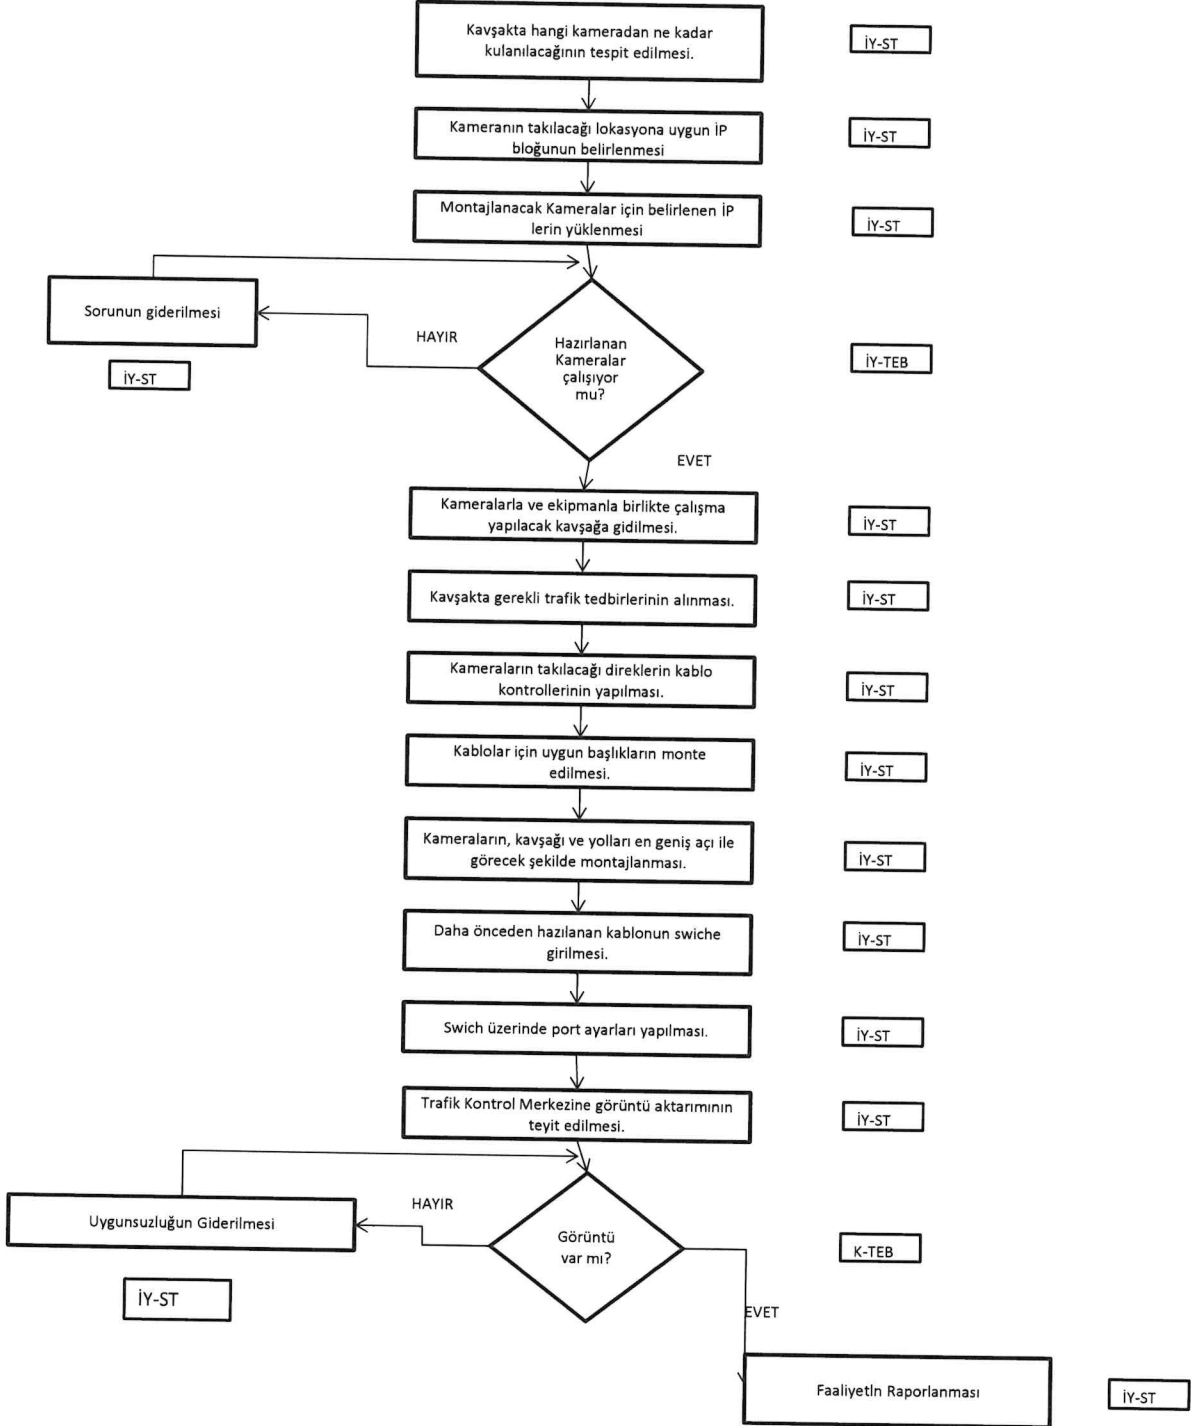 Kavşakta hangi kameradan ne kadar
kulanılacağının tespit edilmesi.
İY-ST
Kameranın takılacağı lokasyona uygun İP
bloğunun belirlenmesi
İY-ST
Montajlanacak Kameralar için belirlenen İP
lerin yüklenmesi
İY-ST
Sorunun giderilmesi
İY-ST
HAYIR
Hazırlanan
Kameralar
çalışıyor
mu?
İY-TEB
EVET
Kameralarla ve ekipmanla birlikte çalışma
yapılacak kavşağa gidilmesi.
İY-ST
Kavşakta gerekli trafik tedbirlerinin alınması.
İY-ST
Kameraların takılacağı direklerin kablo
kontrollerinin yapılması.
İY-ST
Kablolar için uygun başlıkların monte
edilmesi.
İY-ST
Kameraların, kavşağı ve yolları en geniş açı ile
görecek şekilde montajlanması.
İY-ST
Daha önceden hazılanan kablonun swiche
girilmesi.
İY-ST
Swich üzerinde port ayarları yapılması.
İY-ST
Trafik Kontrol Merkezine görüntü aktarımının
teyit edilmesi.
İY-ST
Uygunsuzluğun Giderilmesi
İY-ST
HAYIR
Görüntü
var mı?
K-TEB
EVET
Faaliyetln Raporlanması
İY-ST